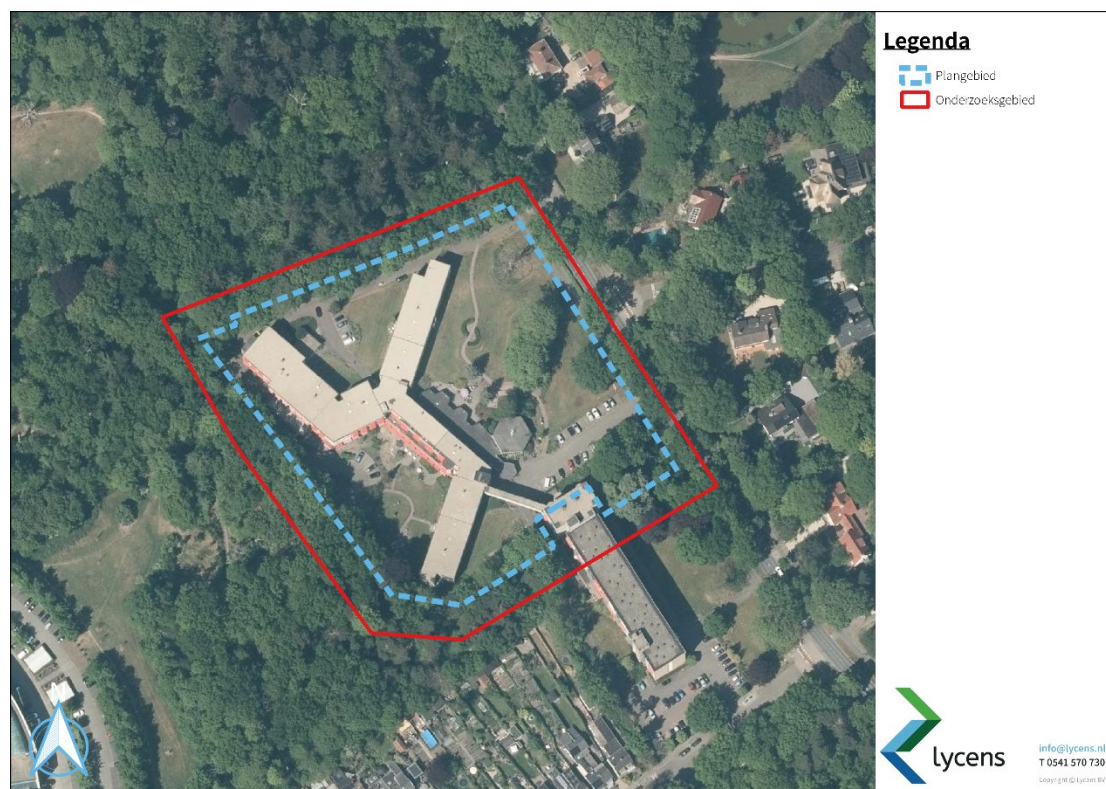 Legenda
Plangebied
Onderzoeksgebied
lycens
info@lycens.nl
T 0541 570 730
Copyright © Lycens BV